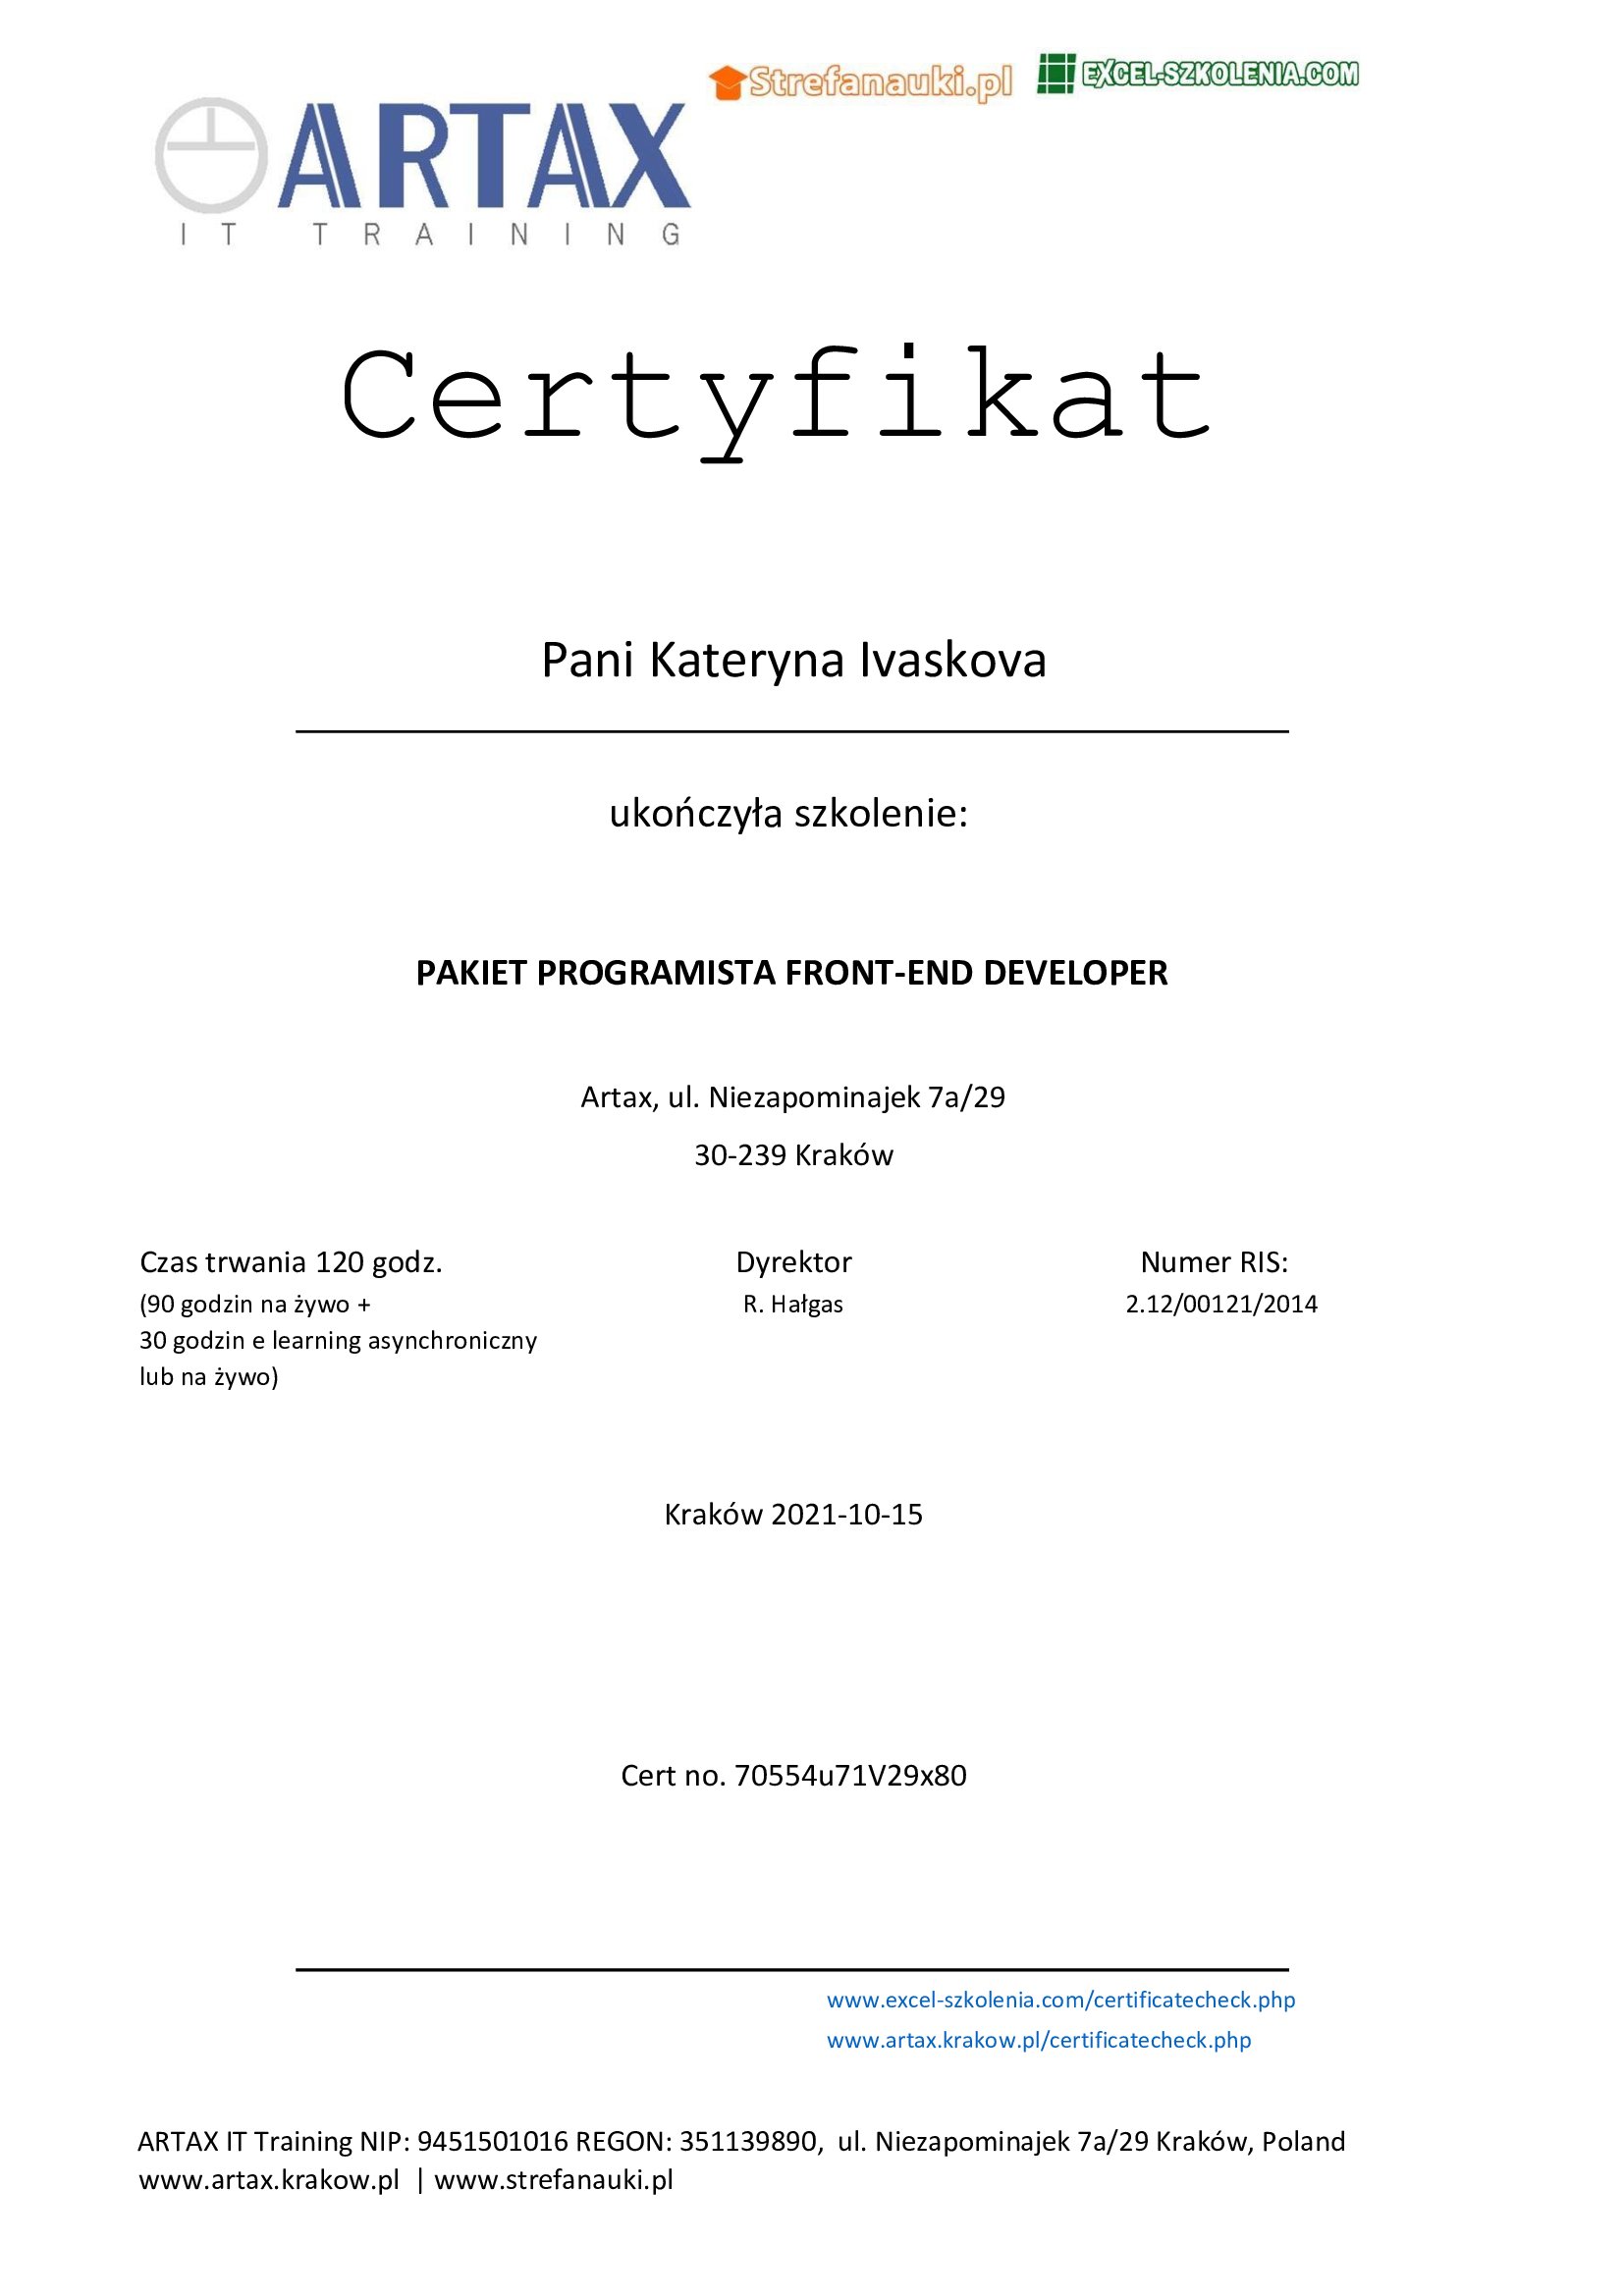 Strefanauki.pl EXCEL-SZKOLENIA.COM
ARTAX
IT TRAINING
Certyfikat
Pani Kateryna Ivaskova
ukończyła szkolenie:
PAKIET PROGRAMISTA FRONT-END DEVELOPER
Artax, ul. Niezapominajek 7a/29
30-239 Kraków
Czas trwania 120 godz.
(90 godzin na żywo +
30 godzin e learning asynchroniczny
lub na żywo)
Dyrektor
R. Hałgas
Numer RIS:
2.12/00121/2014
Kraków 2021-10-15
Cert no. 70554u71V29x80
www.excel-szkolenia.com/certificatecheck.php
www.artax.krakow.pl/certificatecheck.php
ARTAX IT Training NIP: 9451501016 REGON: 351139890, ul. Niezapominajek 7a/29 Kraków, Poland
www.artax.krakow.pl | www.strefanauki.pl